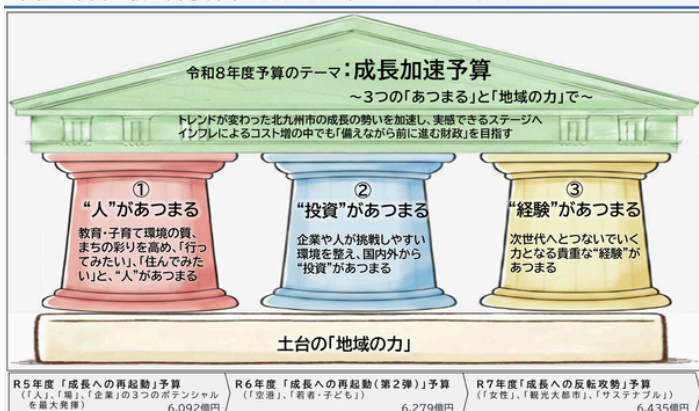 令和８年度予算のテーマ：成長加速予算
～３つの「あつまる」と「地域の力」で～
トレンドが変わった北九州市の成長の勢いを加速し、実感できるステージへ
インフレによるコスト増の中でも「備えながら前に進む財政」を目指す
①
“人”があつまる
教育・子育て環境の質、
まちの彩りを高め、「行っ
てみたい」、「住んでみた
い」と、“人”があつまる
②
“投資”があつまる
企業や人が挑戦しやすい
環境を整え、国内外から
“投資”があつまる
③
“経験”があつまる
次世代へとつないでいく
力となる貴重な“経験”が
あつまる
土台の「地域の力」
R５年度 「成長への再起動」予算
（「人」、「場」、「企業」の３つのポテンシャル
を最大発揮）
6,092億円
R６年度 「成長への再起動（第２弾）」予算
（「空港」、「若者・子ども」）
6,279億円
R７年度 「成長への反転攻勢」予算
（「女性」、「観光大都市」、「サステナブル」）
6,435億円